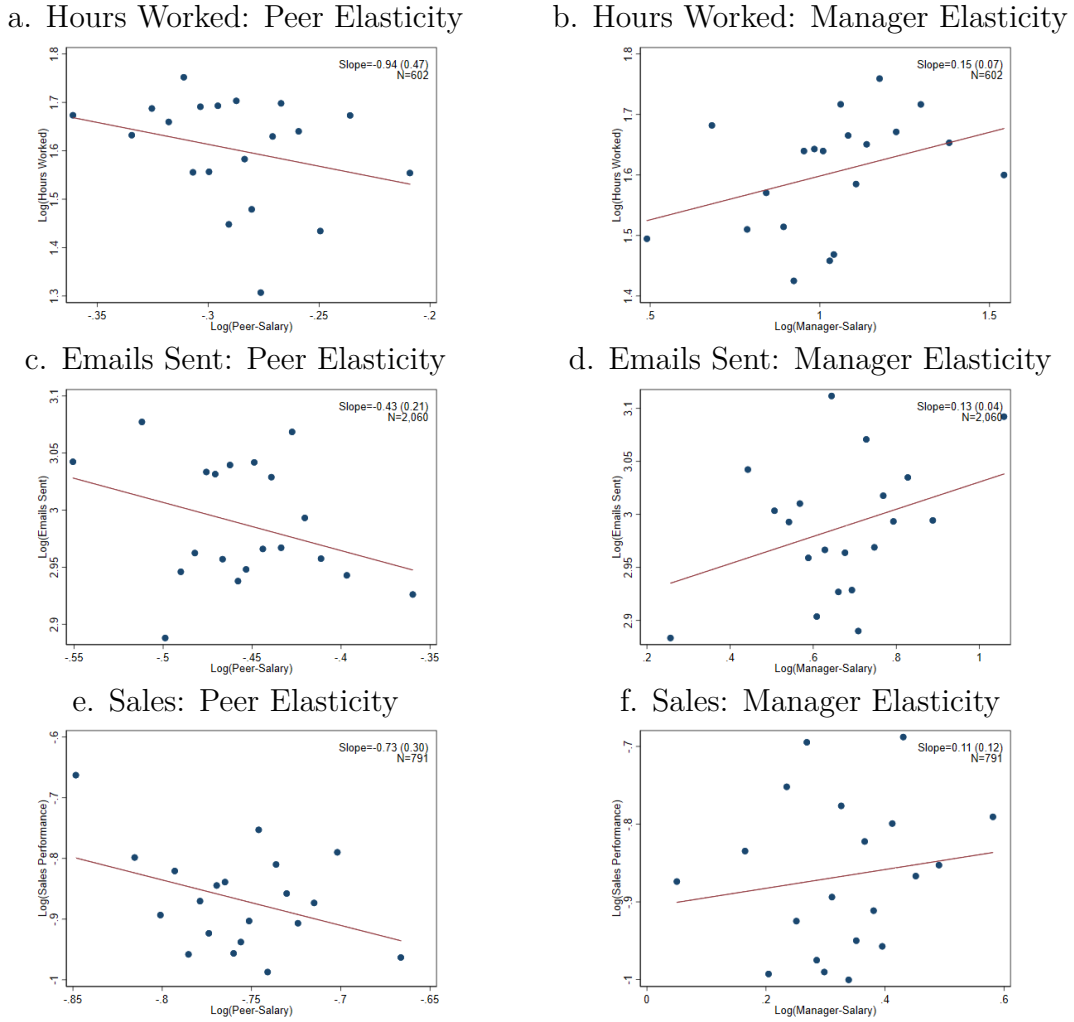 a. Hours Worked: Peer Elasticity
Slope=-0.94 (0.47)
N=602
Log(Hours Worked)
1.8
1.7
1.6
1.5
1.4
1.3
-.35
-.3
-.25
-.2
Log(Peer-Salary)
b. Hours Worked: Manager Elasticity
Slope=0.15 (0.07)
N=602
Log(Hours Worked)
1.8
1.7
1.6
1.5
1.4
.5
1
1.5
Log(Manager-Salary)
c. Emails Sent: Peer Elasticity
Slope=-0.43 (0.21)
N=2,060
Log(Emails Sent)
3.1
3.05
3
2.95
2.9
-.55
-.5
-.45
-.4
-.35
Log(Peer-Salary)
d. Emails Sent: Manager Elasticity
Slope=0.13 (0.04)
N=2,060
Log(Emails Sent)
3.1
3.05
3
2.95
2.9
.2
.4
.6
.8
1
Log(Manager-Salary)
e. Sales: Peer Elasticity
Slope=-0.73 (0.30)
N=791
Log(Sales Performance)
-.6
-.7
-.8
-.9
-1
-.85
-.8
-.75
-.7
-.65
Log(Peer-Salary)
f. Sales: Manager Elasticity
Slope=0.11 (0.12)
N=791
Log(Sales Performance)
-.7
-.8
-.9
-1
0
.2
.4
.6
Log(Manager-Salary)